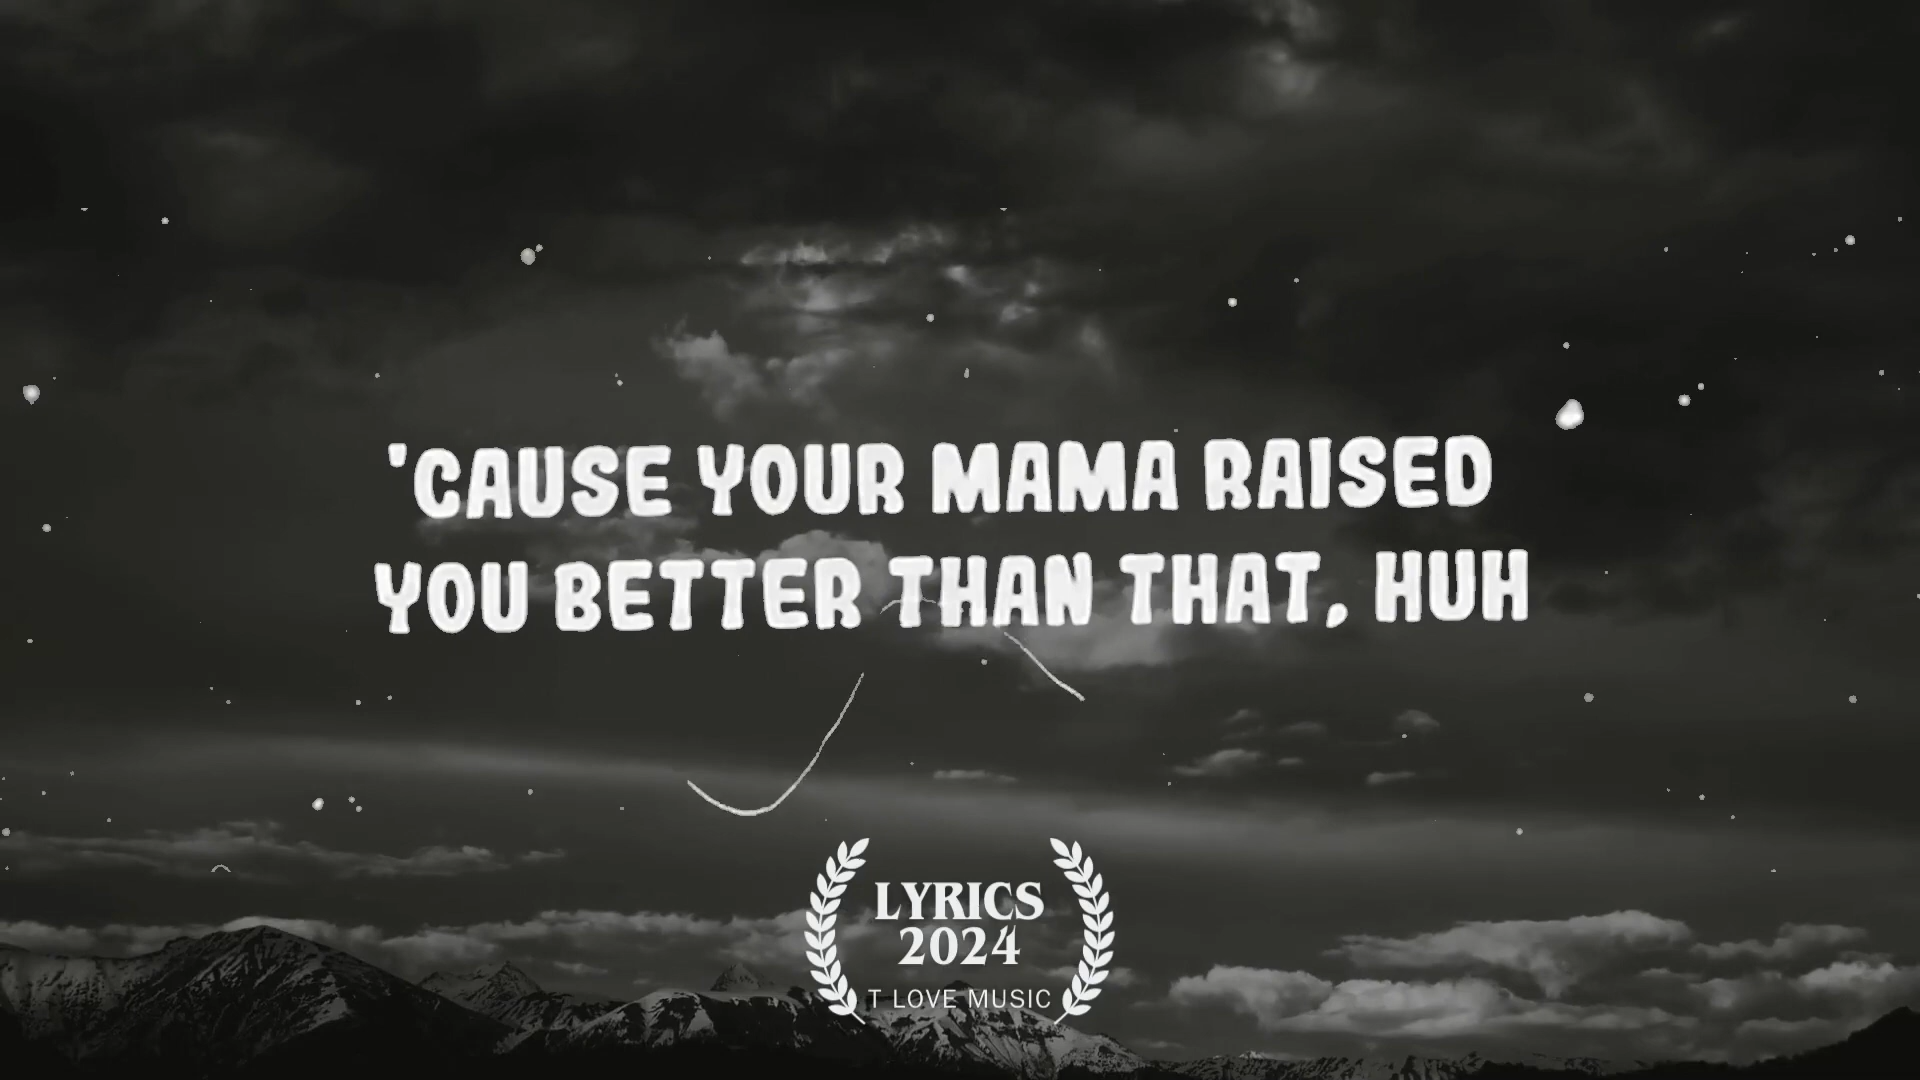 'CAUSE YOUR MAMA RAISED
YOU BETTER THAN THAT, HUH
LYRICS
2024
T LOVE MUSIC